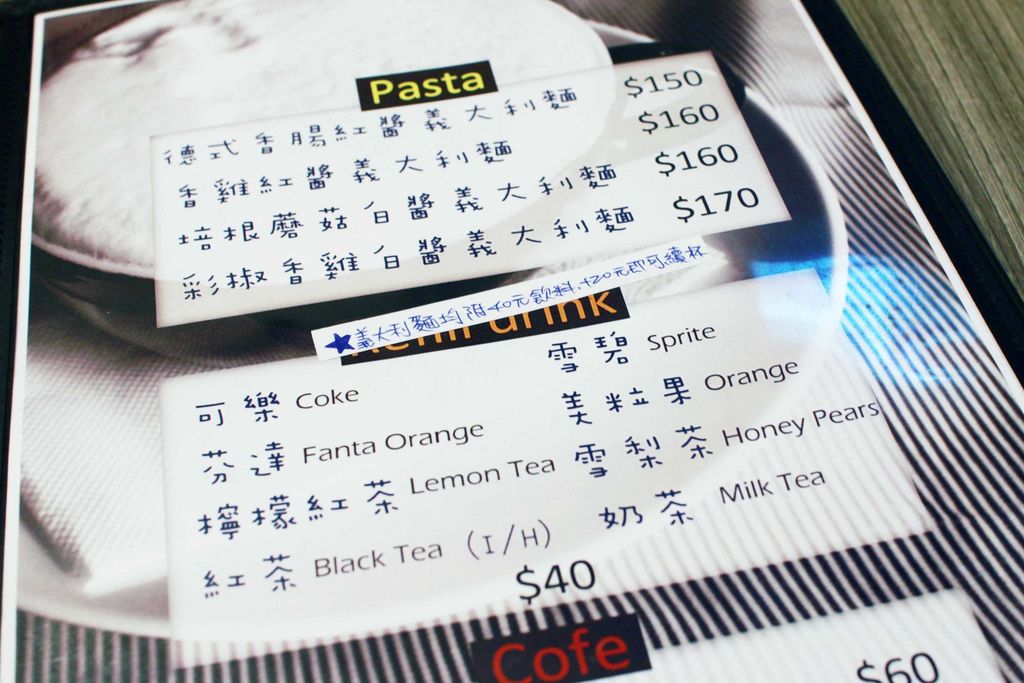 Pasta
德式香腸紅醬義大利麵 $150
香雞紅醬義大利麵 $160
培根蘑菇白醬義大利麵 $160
彩椒香雞白醬義大利麵 $170
★義大利麵均附40元飲料,+20元即可續杯
Refill drink
可樂 Coke 雪碧 Sprite
芬達 Fanta Orange 美粒果 Orange
檸檬紅茶 Lemon Tea 雪梨茶 Honey Pears
紅茶 Black Tea (I/H) 奶茶 Milk Tea
$40
Cofe
$60